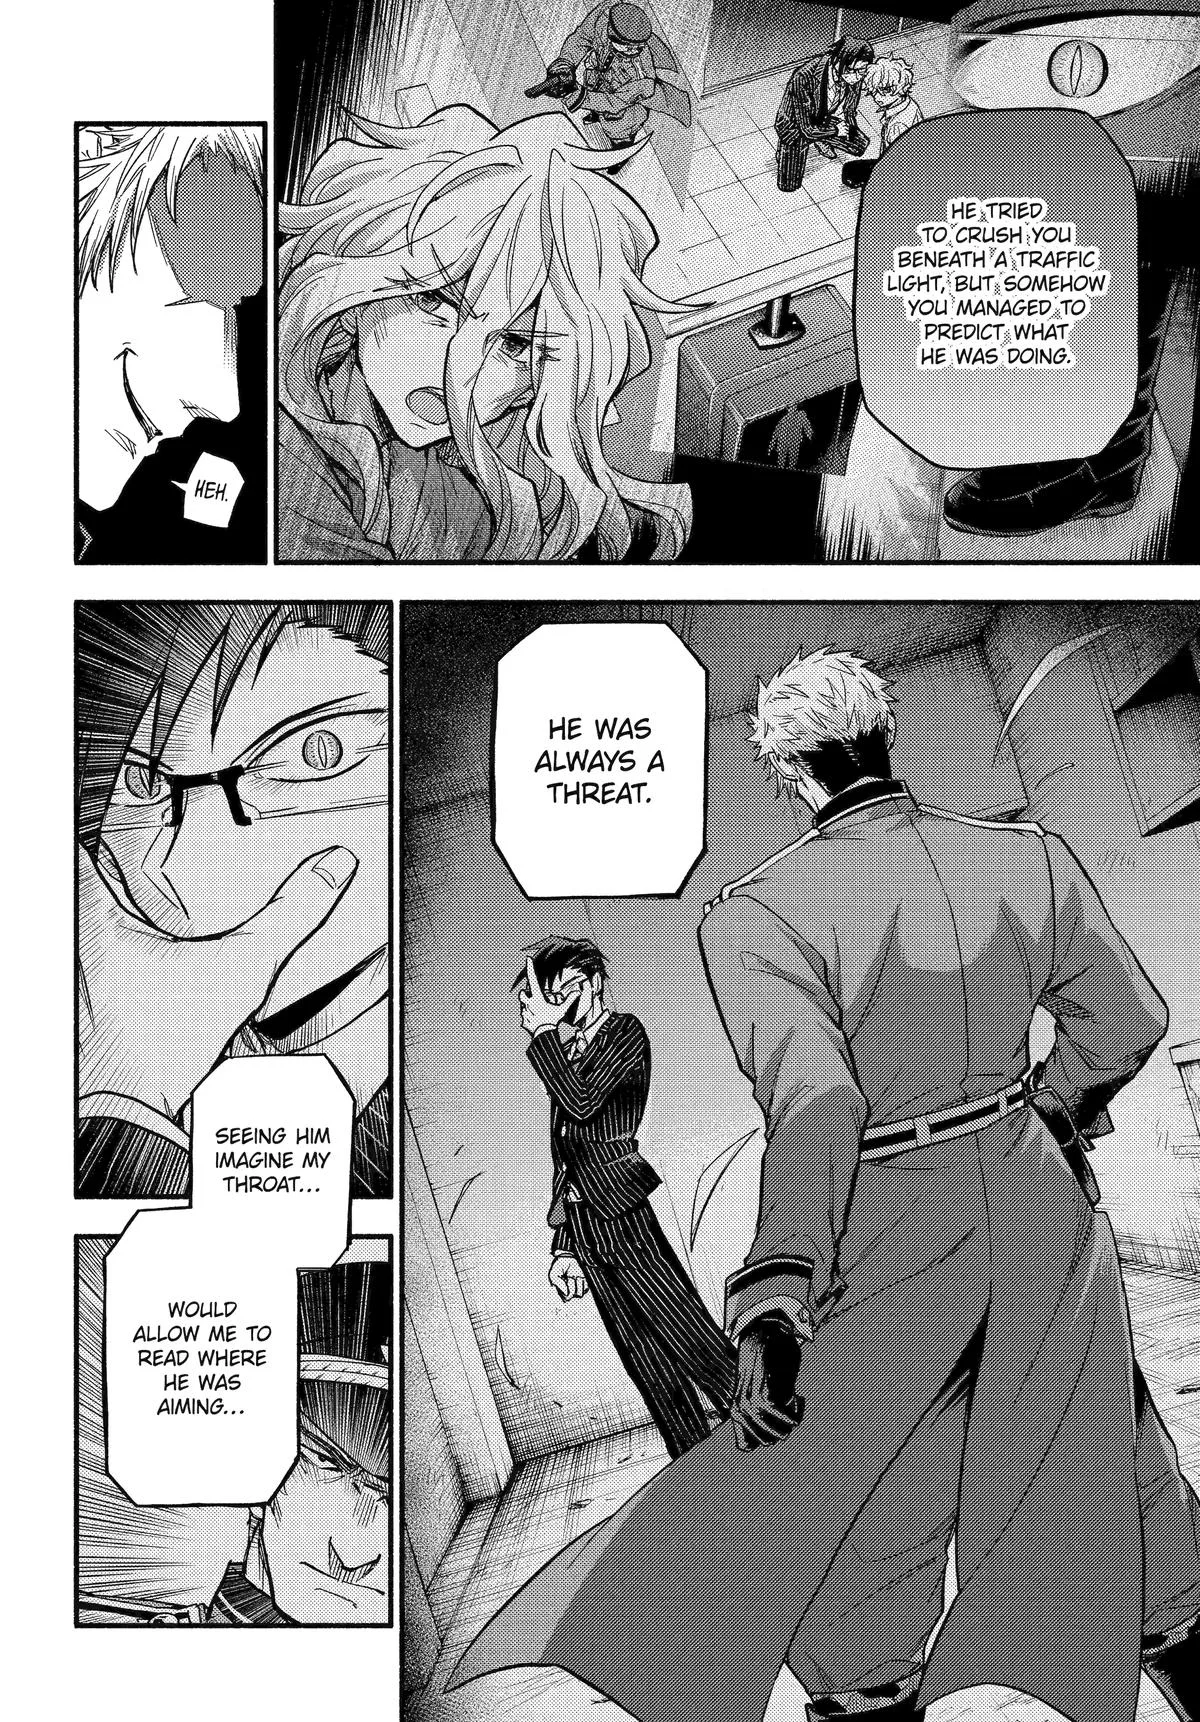 HE TRIED
TO CRUSH YOU
BENEATH A TRAFFIC
LIGHT, BUT SOMEHOW
YOU MANAGED TO
PREDICT WHAT
HE WAS DOING.
HEH.
HE WAS
ALWAYS A
THREAT.
SEEING HIM
IMAGINE MY
THROAT...
WOULD
ALLOW ME TO
READ WHERE
HE WAS
AIMING...